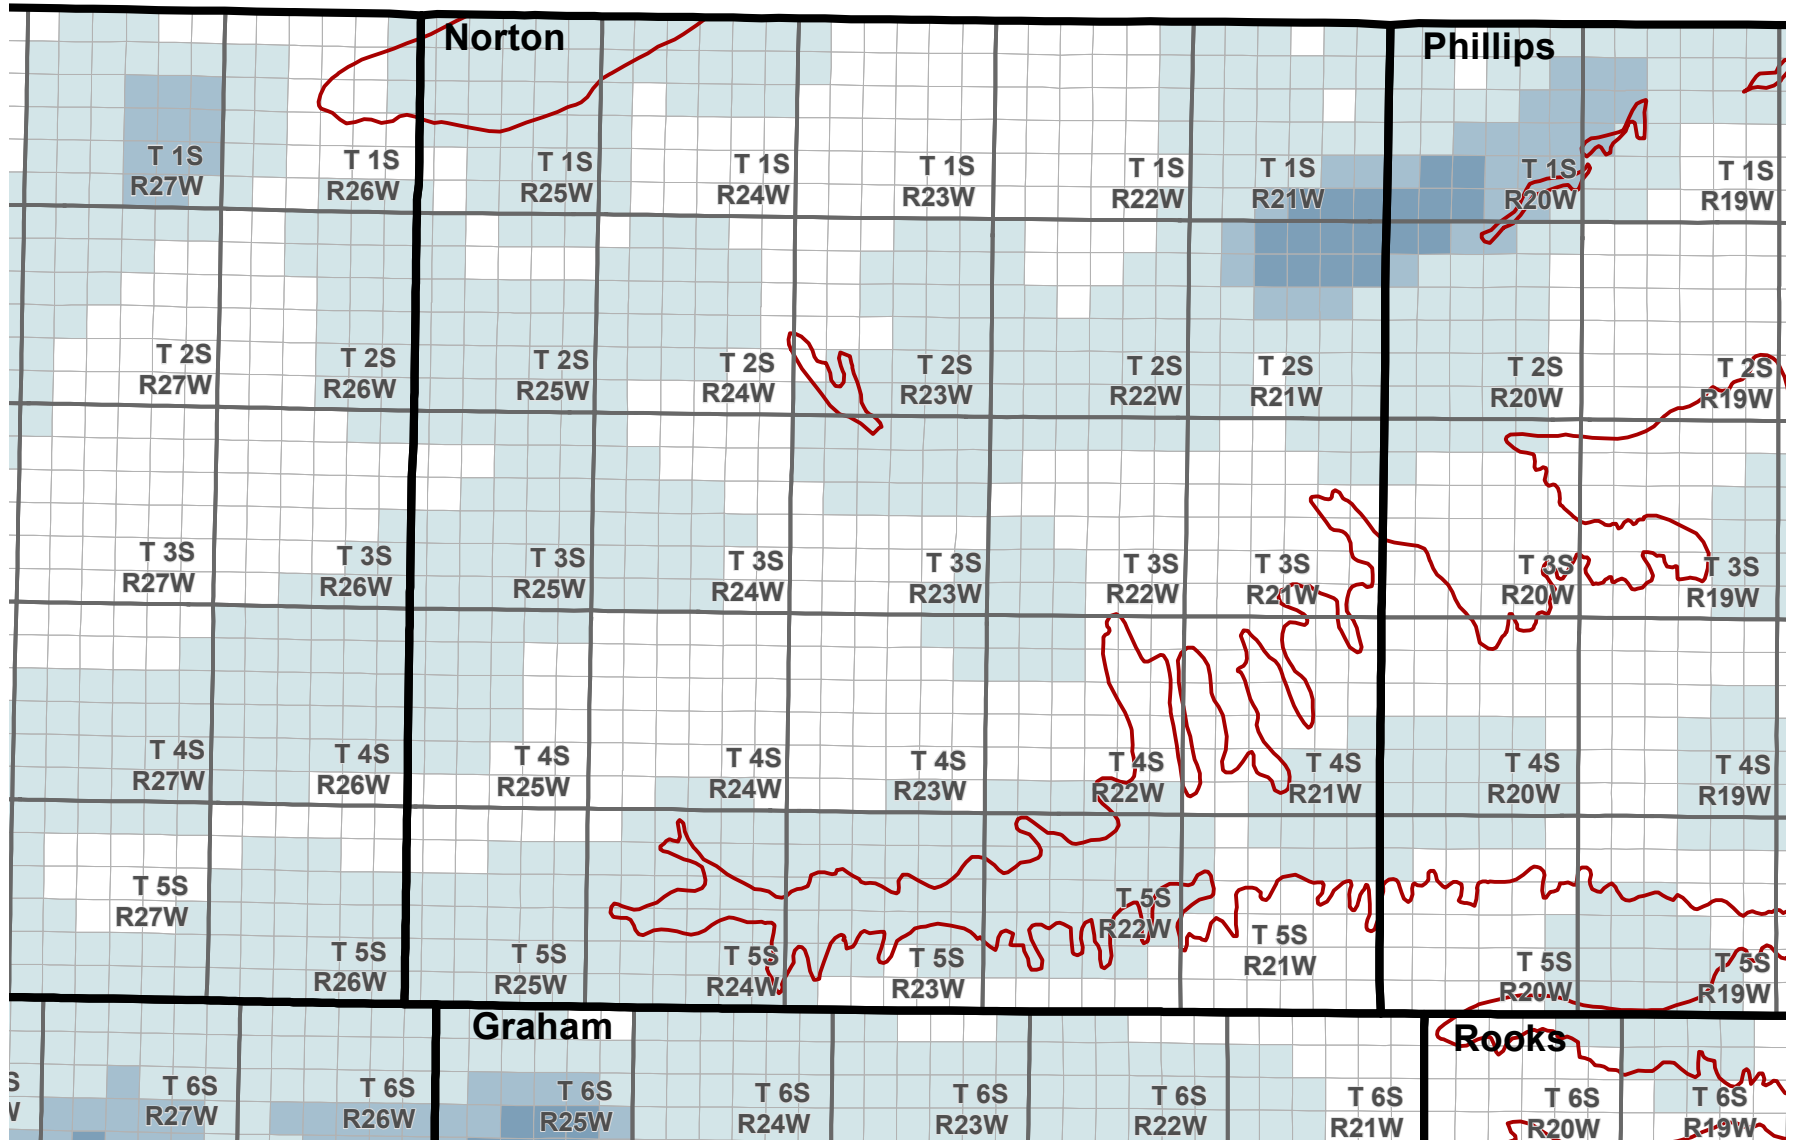 Norton
Phillips
T 1S
R27W
T 1S
R26W
T 1S
R25W
T 1S
R24W
T 1S
R23W
T 1S
R22W
T 1S
R21W
T 1S
R20W
T 1S
R19W
T 2S
R27W
T 2S
R26W
T 2S
R25W
T 2S
R24W
T 2S
R23W
T 2S
R22W
T 2S
R21W
T 2S
R20W
T 2S
R19W
T 3S
R27W
T 3S
R26W
T 3S
R25W
T 3S
R24W
T 3S
R23W
T 3S
R22W
T 3S
R21W
T 3S
R20W
T 3S
R19W
T 4S
R27W
T 4S
R26W
T 4S
R25W
T 4S
R24W
T 4S
R23W
T 4S
R22W
T 4S
R21W
T 4S
R20W
T 4S
R19W
T 5S
R27W
T 5S
R26W
T 5S
R25W
T 5S
R24W
T 5S
R23W
T 5S
R22W
T 5S
R21W
T 5S
R20W
T 5S
R19W
Graham
Rooks
S
W
T 6S
R27W
T 6S
R26W
T 6S
R25W
T 6S
R24W
T 6S
R23W
T 6S
R22W
T 6S
R21W
T 6S
R20W
T 6S
R19W